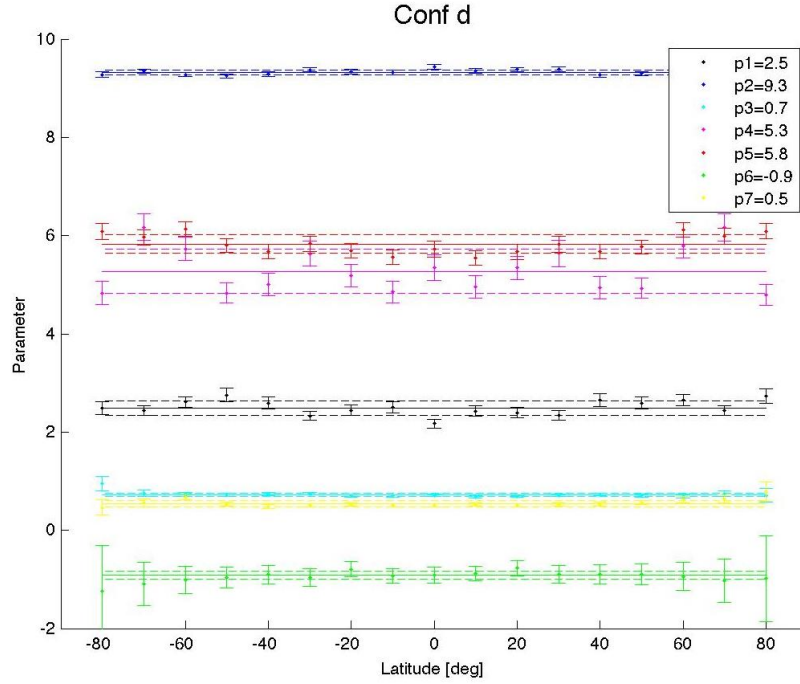 Conf d
10
8
6
4
2
0
-2
Parameter
p1=2.5
p2=9.3
p3=0.7
p4=5.3
p5=5.8
p6=-0.9
p7=0.5
-80 -60 -40 -20 0 20 40 60 80
Latitude [deg]